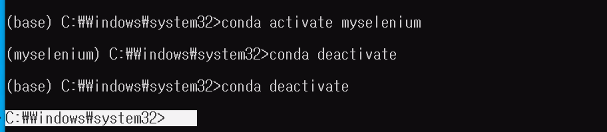 (base) C:₩Windows₩system32>conda activate myselenium
(myselenium) C:₩Windows₩system32>conda deactivate
(base) C:₩Windows₩system32>conda deactivate
C:₩Windows₩system32>